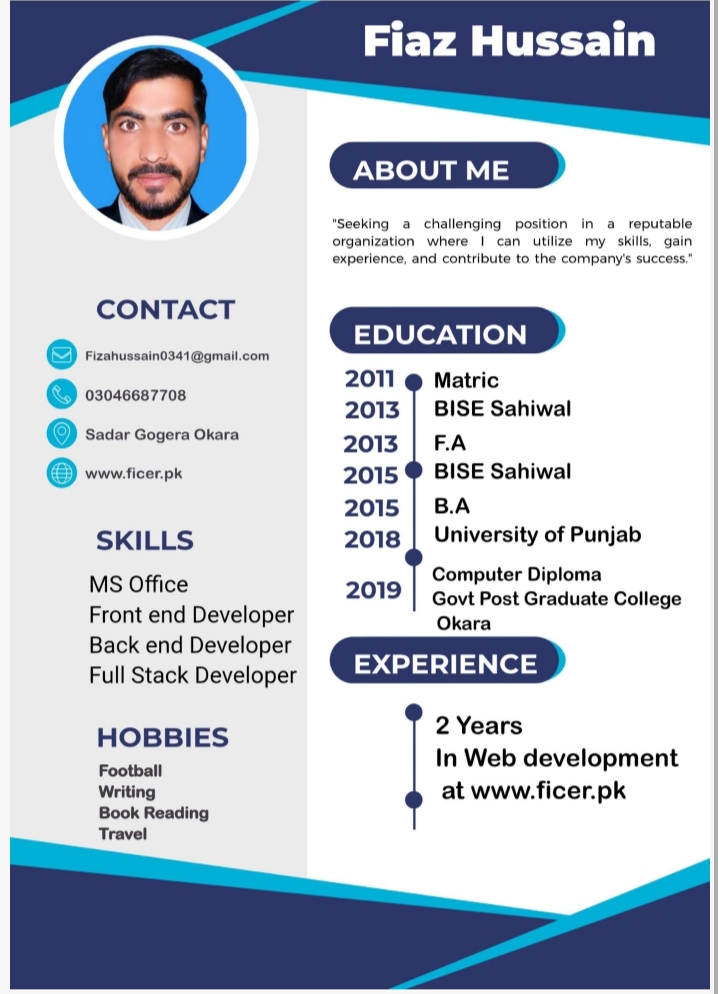 Fiaz Hussain
ABOUT ME
"Seeking a challenging position in a reputable
organization where I can utilize my skills, gain
experience, and contribute to the company's success."
CONTACT
Fizahussain0341@gmail.com
03046687708
Sadar Gogera Okara
www.ficer.pk
SKILLS
MS Office
Front end Developer
Back end Developer
Full Stack Developer
HOBBIES
Football
Writing
Book Reading
Travel
EDUCATION
2011 Matric
2013 BISE Sahiwal
2013 F.A
2015 BISE Sahiwal
2015 B.A
2018 University of Punjab
2019 Computer Diploma
Govt Post Graduate College
Okara
EXPERIENCE
2 Years
In Web development
at www.ficer.pk